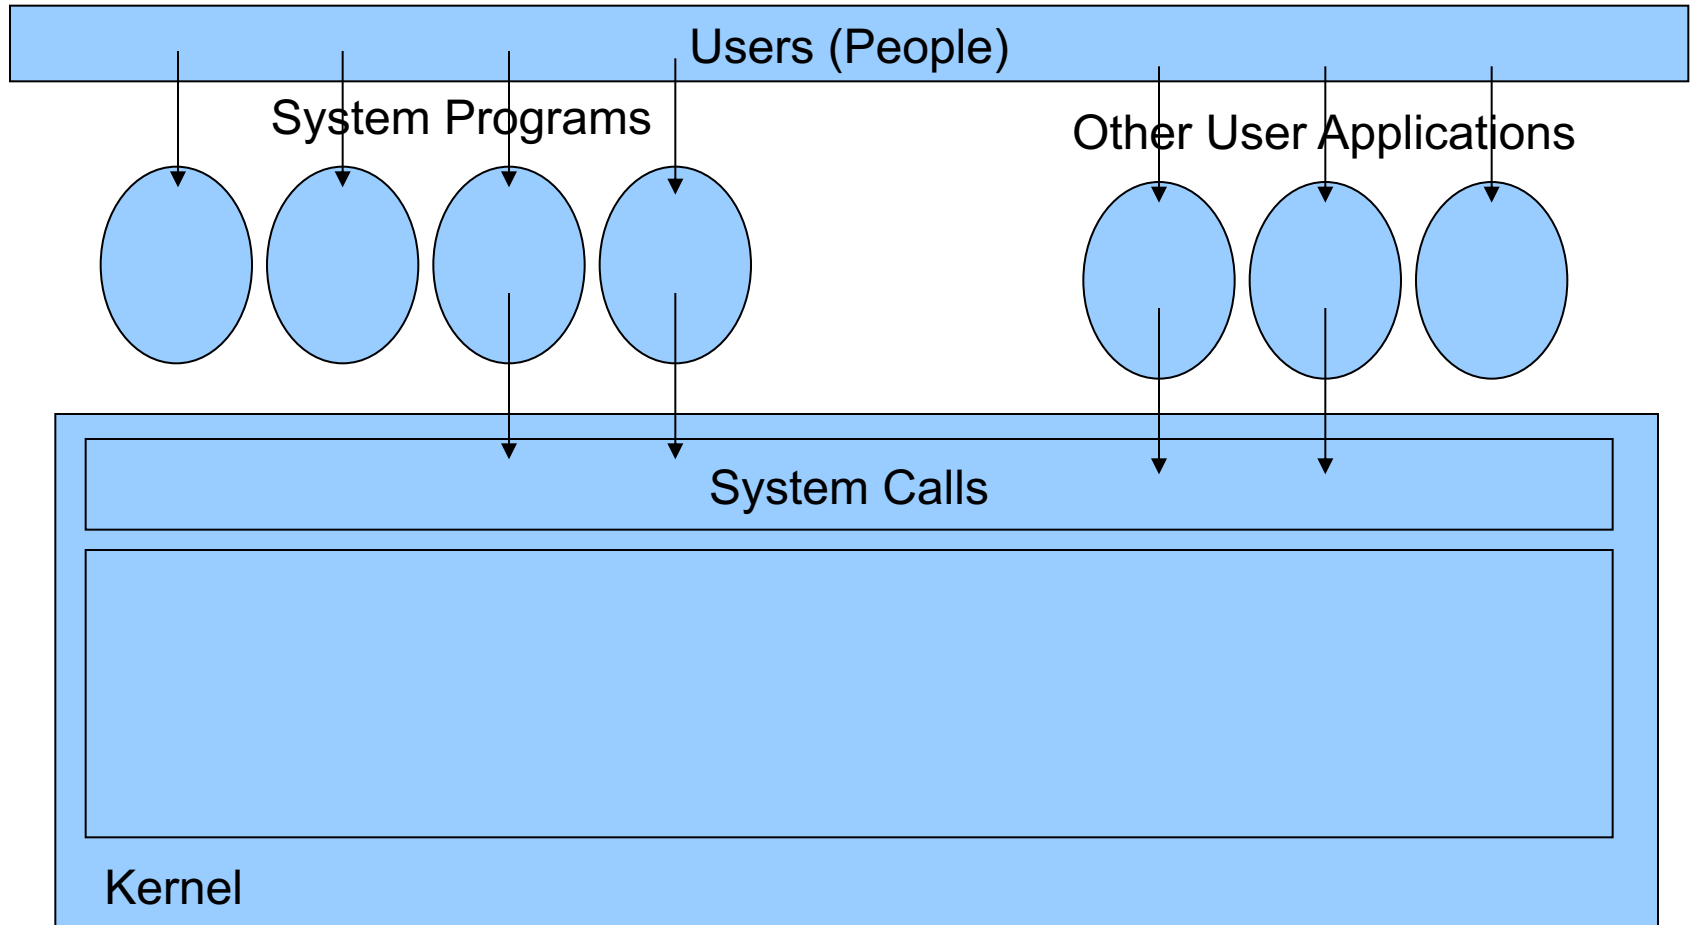 Users (People)
System Programs
Other User Applications
System Calls
Kernel